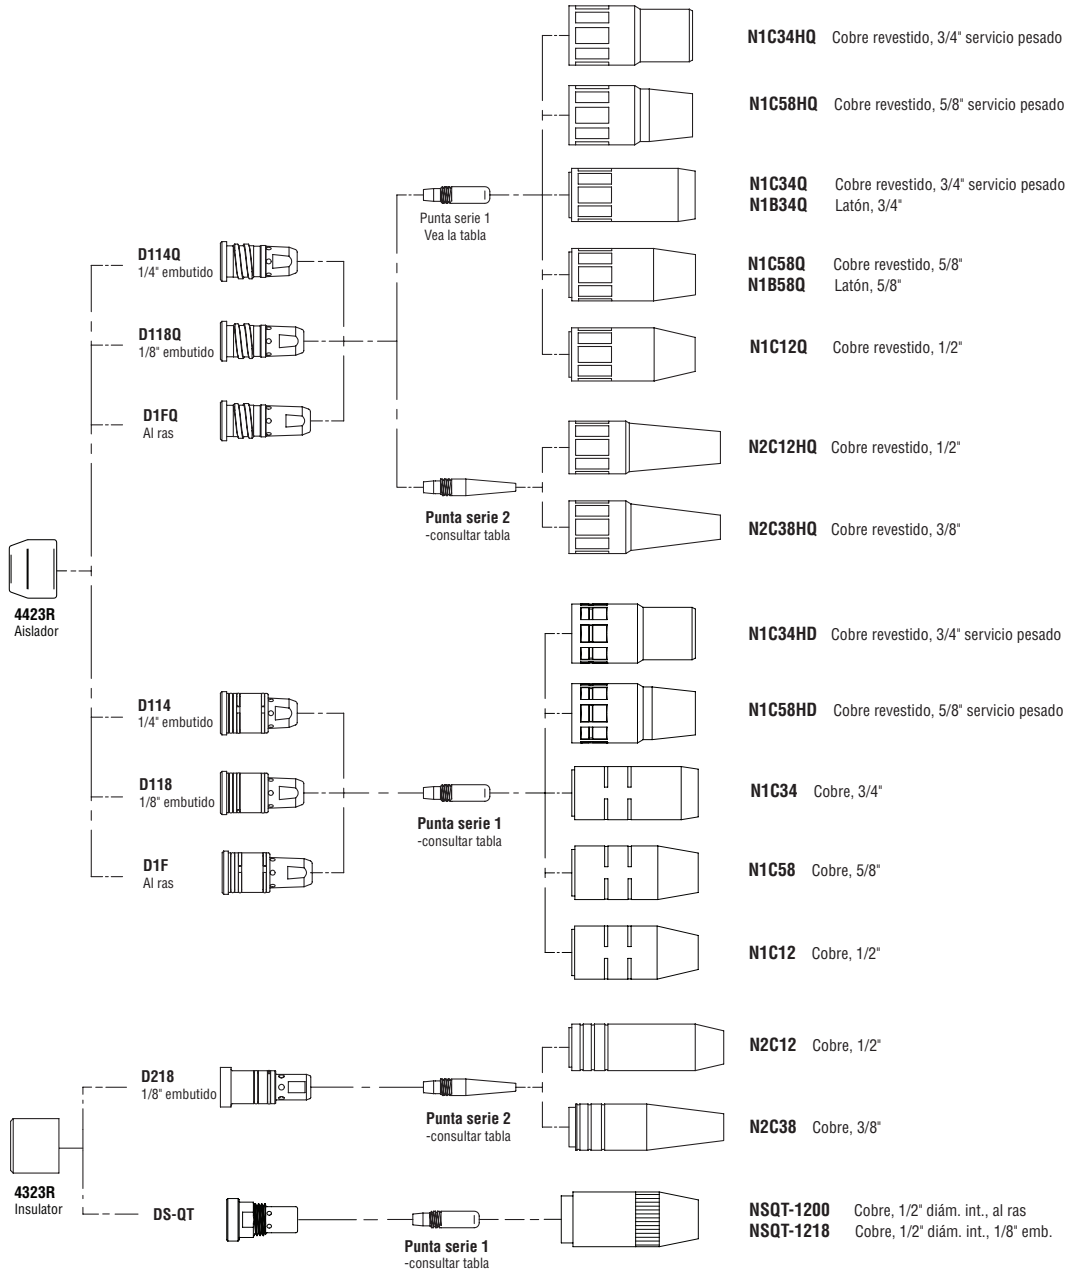 N1C34HQ Cobre revestido, 3/4" servicio pesado
N1C58HQ Cobre revestido, 5/8" servicio pesado
N1C34Q Cobre revestido, 3/4" servicio pesado
N1B34Q Latón, 3/4"
Punta serie 1
Vea la tabla
D114Q
1/4" embutido
N1C58Q Cobre revestido, 5/8"
N1B58Q Latón, 5/8"
D118Q
1/8" embutido
N1C12Q Cobre revestido, 1/2"
D1FQ
Al ras
N2C12HQ Cobre revestido, 1/2"
Punta serie 2
-consultar tabla
N2C38HQ Cobre revestido, 3/8"
4423R
Aislador
N1C34HD Cobre revestido, 3/4" servicio pesado
D114
1/4" embutido
N1C58HD Cobre revestido, 5/8" servicio pesado
D118
1/8" embutido
N1C34 Cobre, 3/4"
Punta serie 1
-consultar tabla
D1F
Al ras
N1C58 Cobre, 5/8"
N1C12 Cobre, 1/2"
N2C12 Cobre, 1/2"
D218
1/8" embutido
Punta serie 2
-consultar tabla
N2C38 Cobre, 3/8"
4323R
Insulator
DS-QT
NSQT-1200 Cobre, 1/2" diám. int., al ras
NSQT-1218 Cobre, 1/2" diám. int., 1/8" emb.
Punta serie 1
-consultar tabla